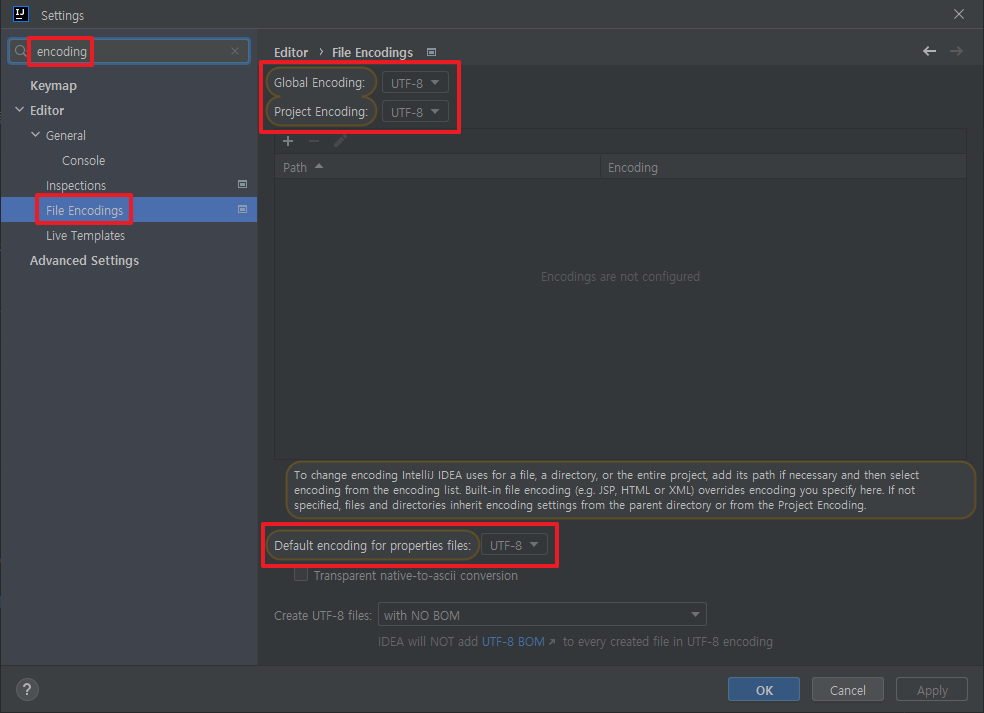 Settings
encoding
Keymap
Editor
General
Console
Inspections
File Encodings
Live Templates
Advanced Settings
Editor › File Encodings
Global Encoding: UTF-8
Project Encoding: UTF-8
Path Encoding
Encodings are not configured
To change encoding IntelliJ IDEA uses for a file, a directory, or the entire project, add its path if necessary and then select
encoding from the encoding list. Built-in file encoding (e.g. JSP, HTML or XML) overrides encoding you specify here. If not
specified, files and directories inherit encoding settings from the parent directory or from the Project Encoding.
Default encoding for properties files: UTF-8
Transparent native-to-ascii conversion
Create UTF-8 files: with NO BOM
IDEA will NOT add UTF-8 BOM ↗ to every created file in UTF-8 encoding
? OK Cancel Apply